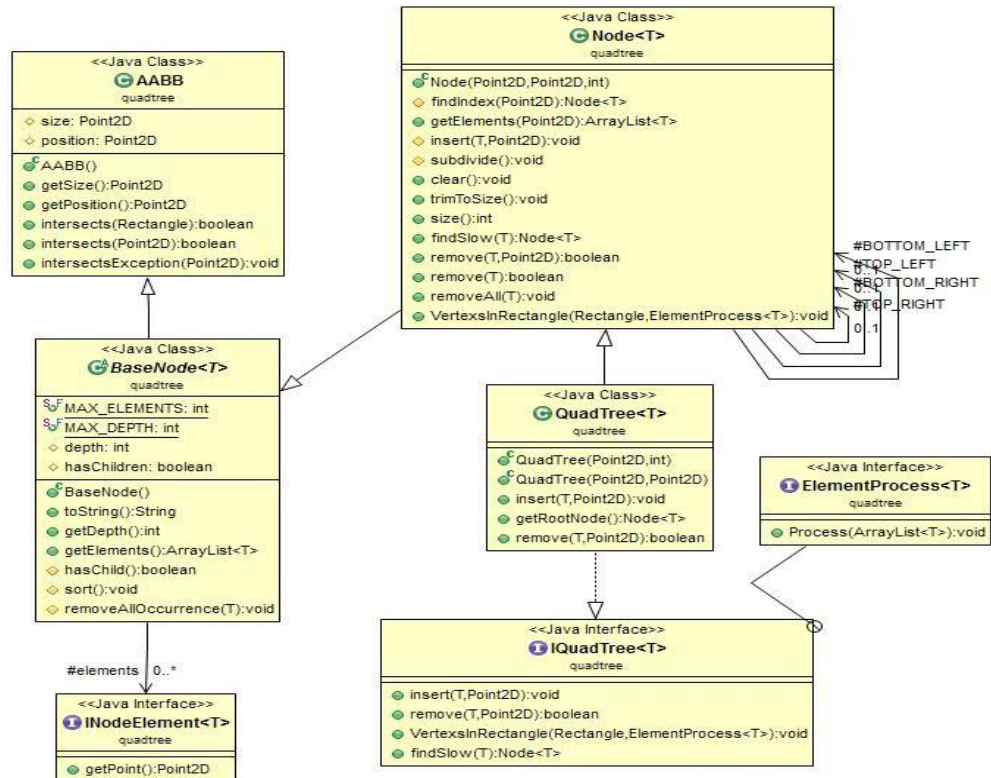 <<Java Class>>
AABB
quadtree
size: Point2D
position: Point2D
AABB()
getSize():Point2D
getPosition():Point2D
intersects(Rectangle):boolean
intersects(Point2D):boolean
intersectsException(Point2D):void
<<Java Class>>
Node<T>
quadtree
Node(Point2D,Point2D,int)
findIndex(Point2D):Node<T>
getElements(Point2D):ArrayList<T>
insert(T,Point2D):void
subdivide():void
clear():void
trimToSize():void
size():int
findSlow(T):Node<T>
remove(T,Point2D):boolean
remove(T):boolean
removeAll(T):void
VertexsInRectangle(Rectangle,ElementProcess<T>):void
#BOTTOM_LEFT
#TOP_LEFT
0..1
#BOTTOM_RIGHT
0..1
#TOP_RIGHT
0..1
0..1
<<Java Class>>
BaseNode<T>
quadtree
MAX_ELEMENTS: int
MAX_DEPTH: int
depth: int
hasChildren: boolean
BaseNode()
toString():String
getDepth():int
getElements():ArrayList<T>
hasChild():boolean
sort():void
removeAllOccurrence(T):void
<<Java Class>>
QuadTree<T>
quadtree
QuadTree(Point2D,int)
QuadTree(Point2D,Point2D)
insert(T,Point2D):void
getRootNode():Node<T>
remove(T,Point2D):boolean
<<Java Interface>>
ElementProcess<T>
quadtree
Process(ArrayList<T>):void
#elements 0..*
<<Java Interface>>
INodeElement<T>
quadtree
getPoint():Point2D
<<Java Interface>>
IQuadTree<T>
quadtree
insert(T,Point2D):void
remove(T,Point2D):boolean
VertexsInRectangle(Rectangle,ElementProcess<T>):void
findSlow(T):Node<T>